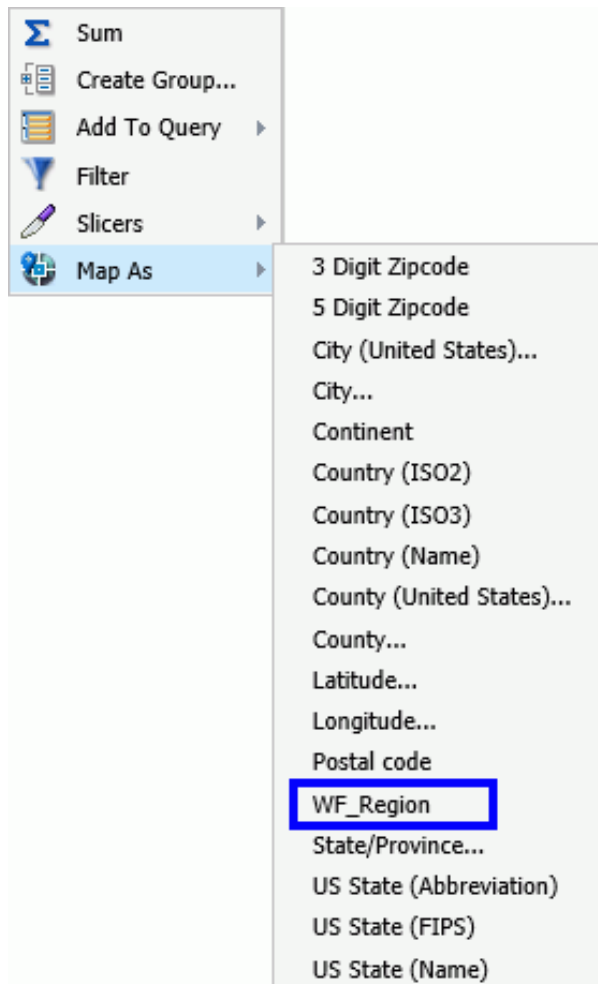 Sum
Create Group...
Add To Query
Filter
Slicers
Map As
3 Digit Zipcode
5 Digit Zipcode
City (United States)...
City...
Continent
Country (ISO2)
Country (ISO3)
Country (Name)
County (United States)...
County...
Latitude...
Longitude...
Postal code
WF_Region
State/Province...
US State (Abbreviation)
US State (FIPS)
US State (Name)